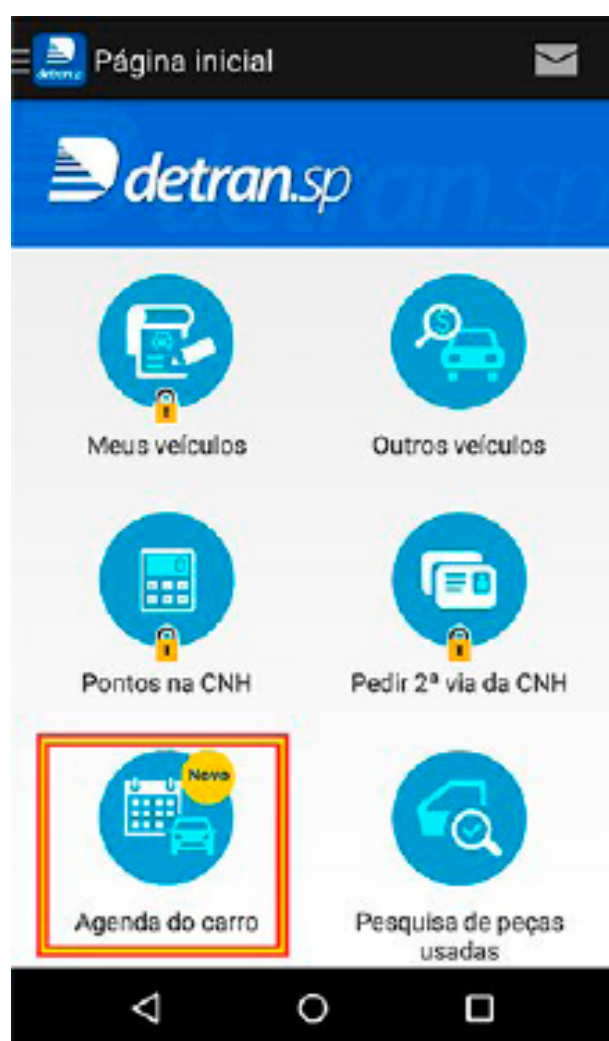 Página inicial
detran.sp
Meus veículos
Outros veículos
Pontos na CNH
Pedir 2ª via da CNH
Novo
Agenda do carro
Pesquisa de peças
usadas